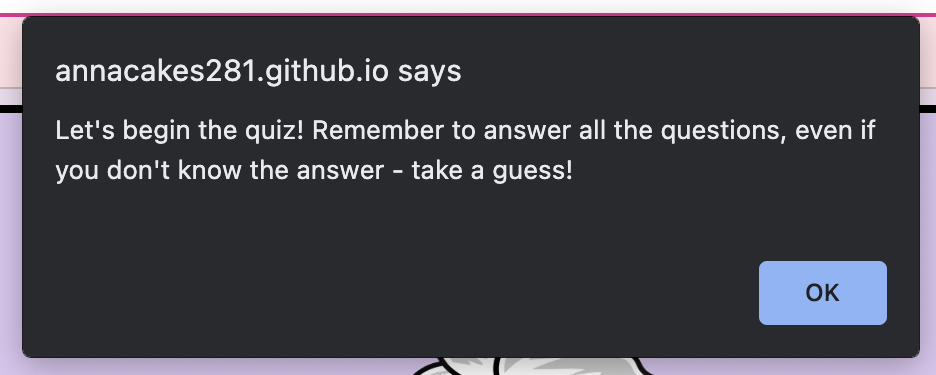 annacakes281.github.io says
Let's begin the quiz! Remember to answer all the questions, even if
you don't know the answer - take a guess!
OK